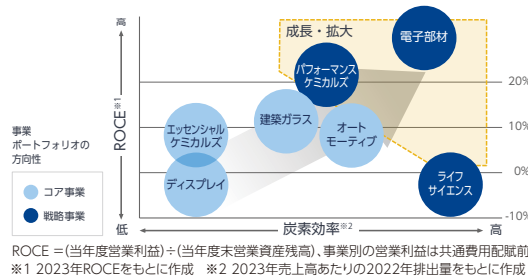 高
成長・拡大
電子部材
パフォーマンス
ケミカルズ
20%
ROCE※1
事業
ポートフォリオの
方向性
エッセンシャル
ケミカルズ
建築ガラス
オート
モーティブ
10%
コア事業
戦略事業
ディスプレイ
ライフ
サイエンス
0%
-10%
低
炭素効率※2
高
ROCE =(当年度営業利益)÷(当年度末営業資産残高)、事業別の営業利益は共通費用配賦前
※1 2023年ROCEをもとに作成 ※2 2023年売上高あたりの2022年排出量をもとに作成